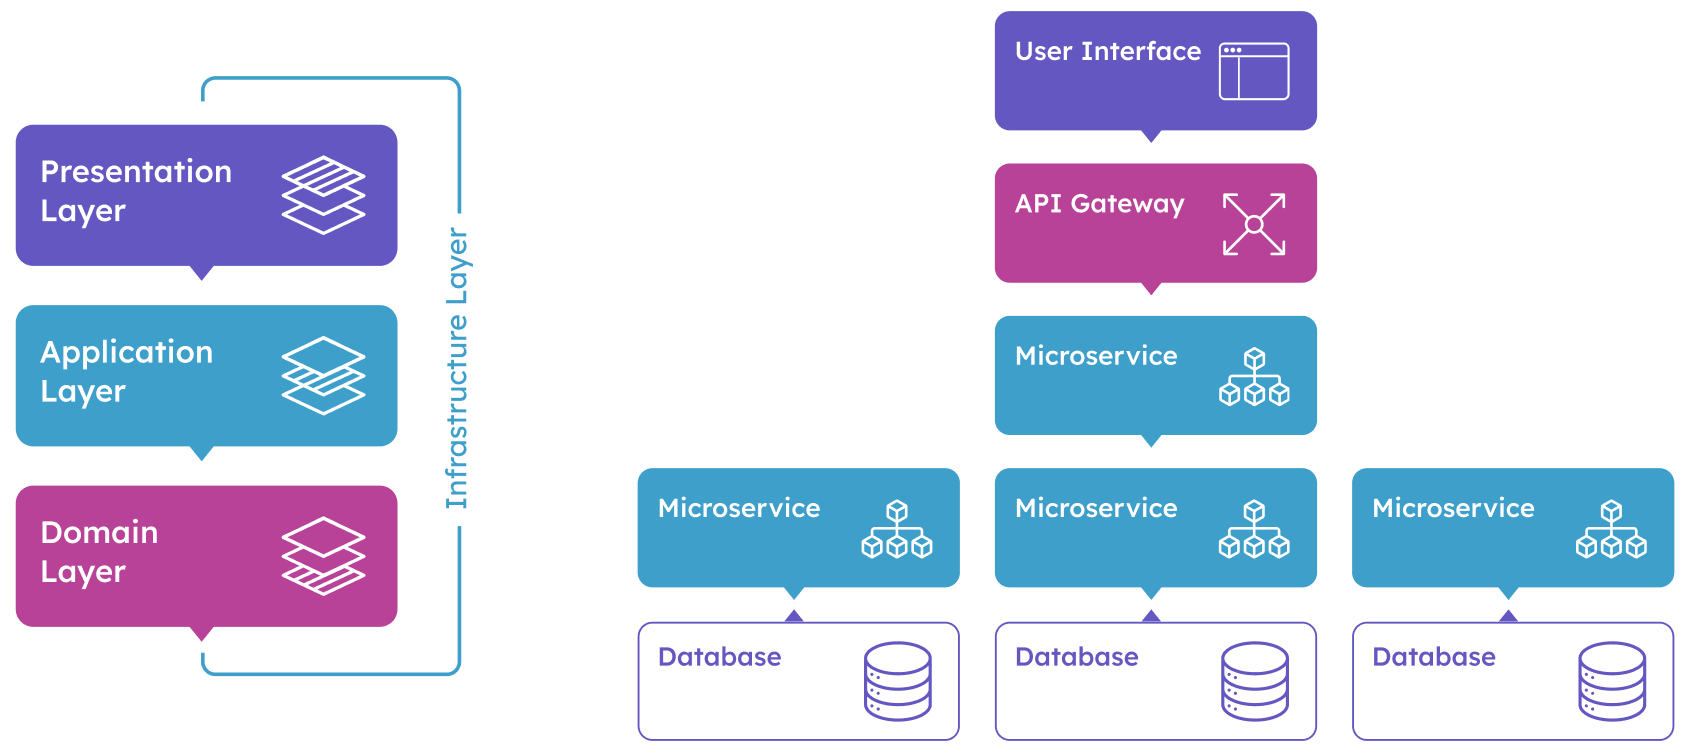 Presentation
Layer
Application
Layer
Domain
Layer
Infrastructure Layer
User Interface
API Gateway
Microservice
Microservice
Microservice
Microservice
Database
Database
Database